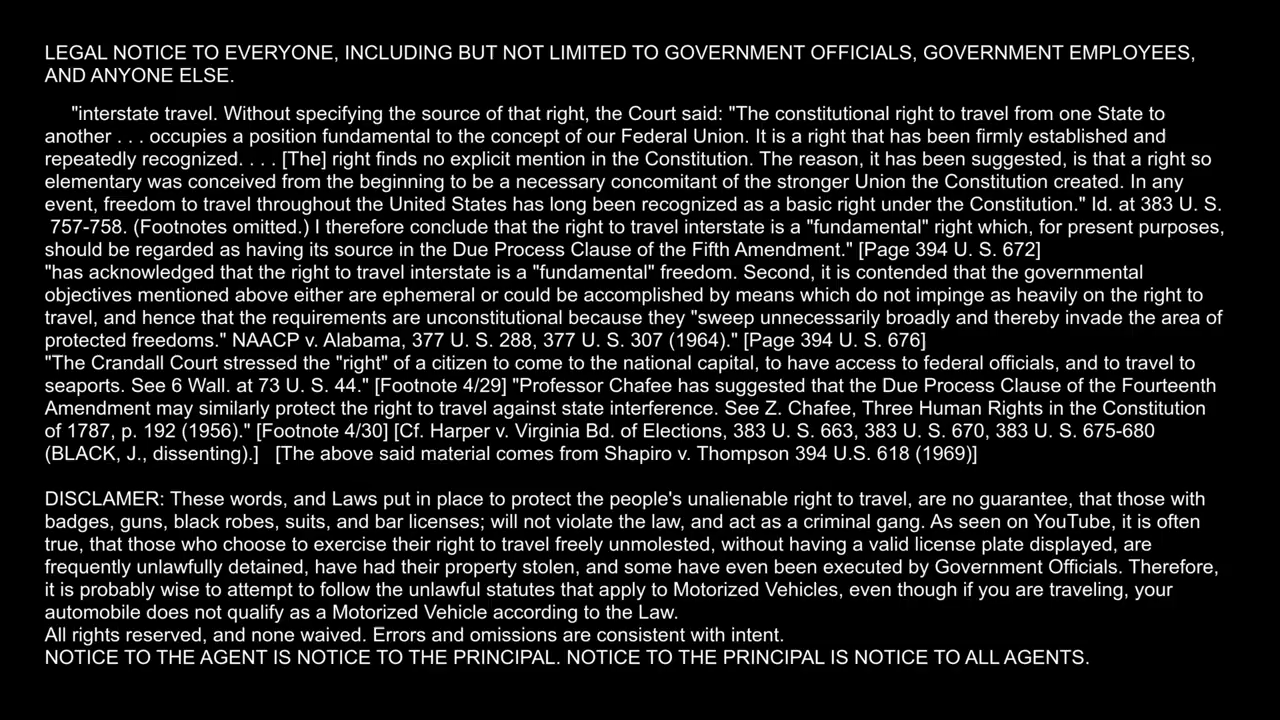 LEGAL NOTICE TO EVERYONE, INCLUDING BUT NOT LIMITED TO GOVERNMENT OFFICIALS, GOVERNMENT EMPLOYEES,
AND ANYONE ELSE.
"interstate travel. Without specifying the source of that right, the Court said: "The constitutional right to travel from one State to
another . . . occupies a position fundamental to the concept of our Federal Union. It is a right that has been firmly established and
repeatedly recognized. . . . [The] right finds no explicit mention in the Constitution. The reason, it has been suggested, is that a right so
elementary was conceived from the beginning to be a necessary concomitant of the stronger Union the Constitution created. In any
event, freedom to travel throughout the United States has long been recognized as a basic right under the Constitution." Id. at 383 U. S.
757-758. (Footnotes omitted.) I therefore conclude that the right to travel interstate is a "fundamental" right which, for present purposes,
should be regarded as having its source in the Due Process Clause of the Fifth Amendment." [Page 394 U. S. 672]
"has acknowledged that the right to travel interstate is a "fundamental" freedom. Second, it is contended that the governmental
objectives mentioned above either are ephemeral or could be accomplished by means which do not impinge as heavily on the right to
travel, and hence that the requirements are unconstitutional because they "sweep unnecessarily broadly and thereby invade the area of
protected freedoms." NAACP v. Alabama, 377 U. S. 288, 377 U. S. 307 (1964)." [Page 394 U. S. 676]
"The Crandall Court stressed the "right" of a citizen to come to the national capital, to have access to federal officials, and to travel to
seaports. See 6 Wall. at 73 U. S. 44." [Footnote 4/29] "Professor Chafee has suggested that the Due Process Clause of the Fourteenth
Amendment may similarly protect the right to travel against state interference. See Z. Chafee, Three Human Rights in the Constitution
of 1787, p. 192 (1956)." [Footnote 4/30] [Cf. Harper v. Virginia Bd. of Elections, 383 U. S. 663, 383 U. S. 670, 383 U. S. 675-680
(BLACK, J., dissenting).] [The above said material comes from Shapiro v. Thompson 394 U.S. 618 (1969)]
DISCLAMER: These words, and Laws put in place to protect the people's unalienable right to travel, are no guarantee, that those with
badges, guns, black robes, suits, and bar licenses; will not violate the law, and act as a criminal gang. As seen on YouTube, it is often
true, that those who choose to exercise their right to travel freely unmolested, without having a valid license plate displayed, are
frequently unlawfully detained, have had their property stolen, and some have even been executed by Government Officials. Therefore,
it is probably wise to attempt to follow the unlawful statutes that apply to Motorized Vehicles, even though if you are traveling, your
automobile does not qualify as a Motorized Vehicle according to the Law.
All rights reserved, and none waived. Errors and omissions are consistent with intent.
NOTICE TO THE AGENT IS NOTICE TO THE PRINCIPAL. NOTICE TO THE PRINCIPAL IS NOTICE TO ALL AGENTS.